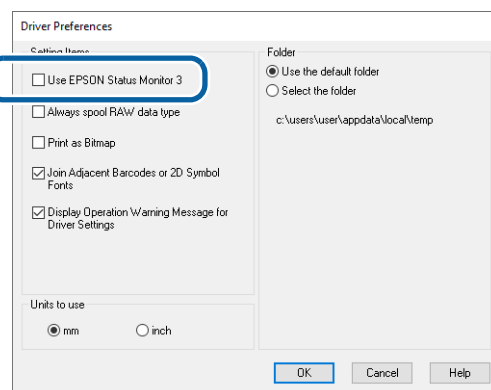 Driver Preferences
Setting Items
Use EPSON Status Monitor 3
Always spool RAW data type
Print as Bitmap
Join Adjacent Barcodes or 2D Symbol
Fonts
Display Operation Warning Message for
Driver Settings
Units to use
mm
inch
Folder
Use the default folder
Select the folder
c:\users\user\appdata\local\temp
OK
Cancel
Help